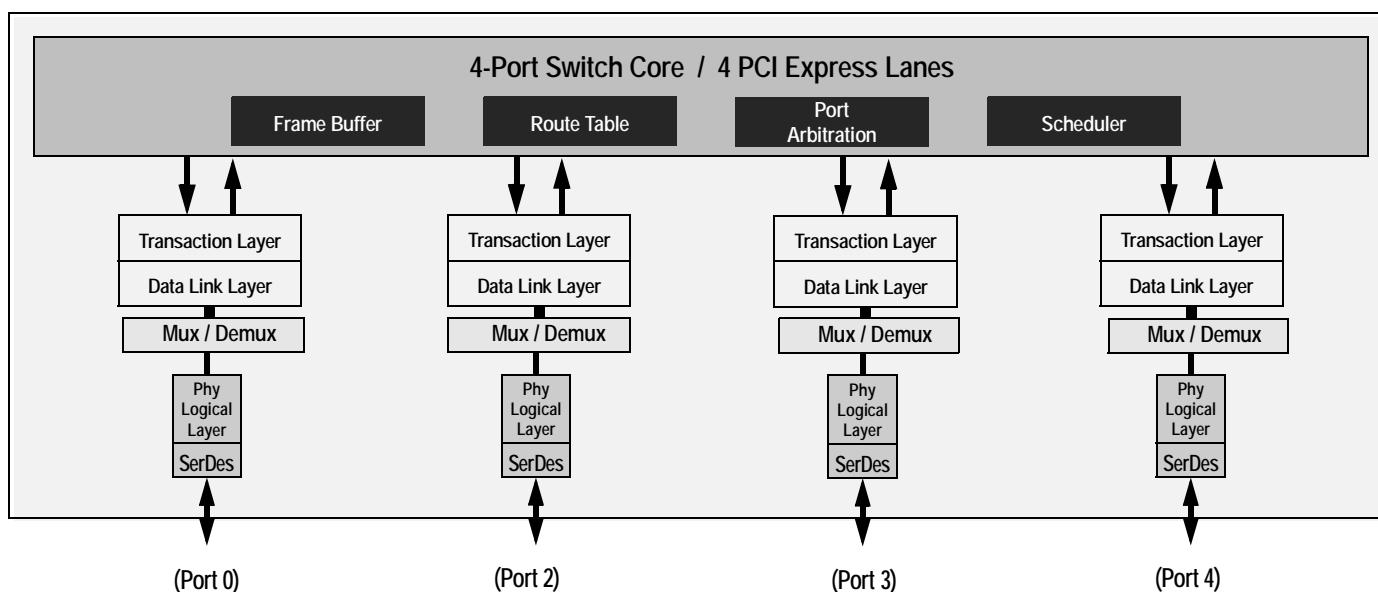 4-Port Switch Core / 4 PCI Express Lanes
Frame Buffer
Route Table
Port
Arbitration
Scheduler
Transaction Layer
Data Link Layer
Mux / Demux
Phy
Logical
Layer
SerDes
(Port 0)
Transaction Layer
Data Link Layer
Mux / Demux
Phy
Logical
Layer
SerDes
(Port 2)
Transaction Layer
Data Link Layer
Mux / Demux
Phy
Logical
Layer
SerDes
(Port 3)
Transaction Layer
Data Link Layer
Mux / Demux
Phy
Logical
Layer
SerDes
(Port 4)